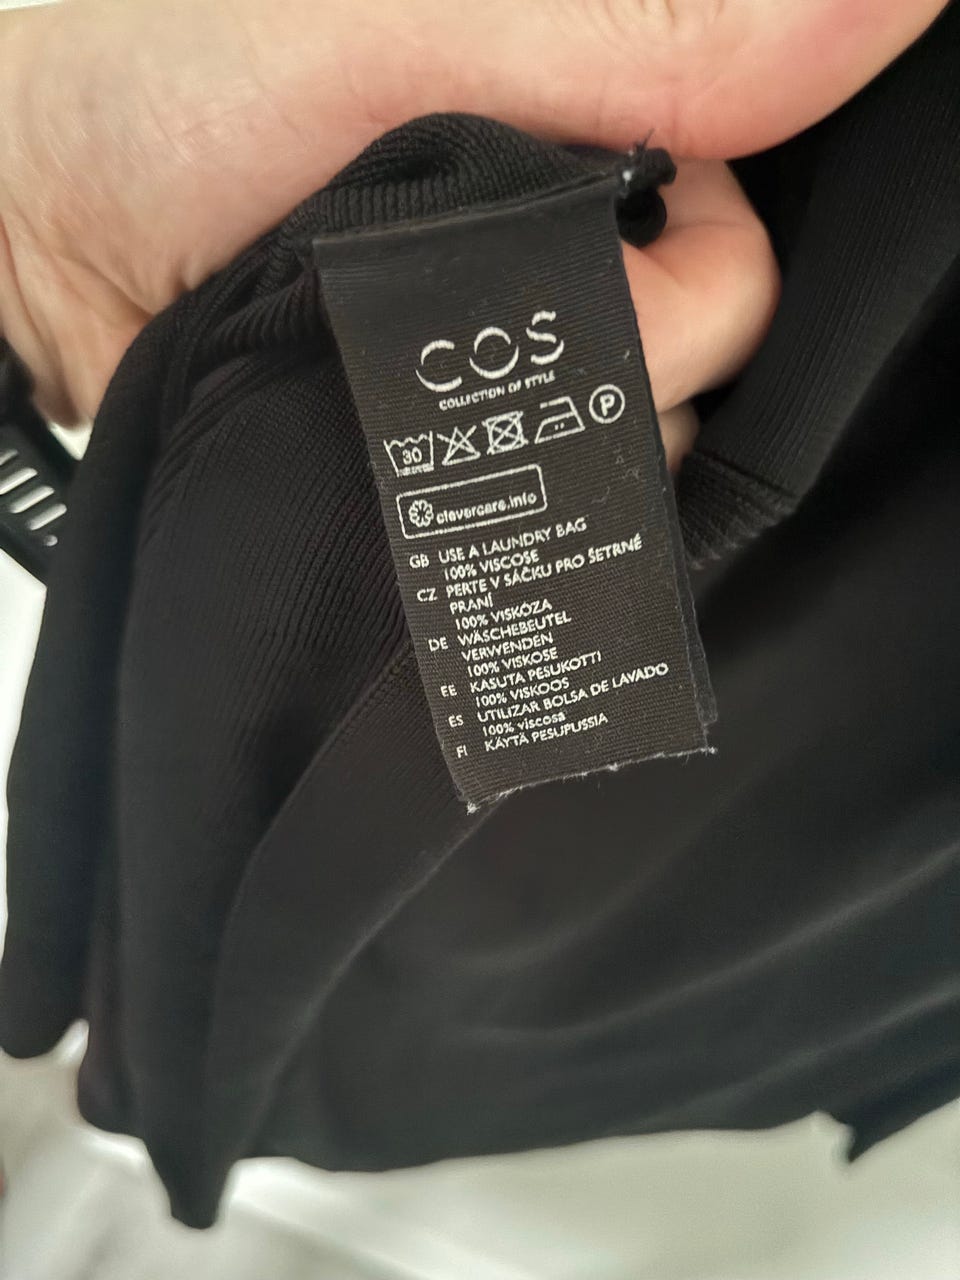 COS
COLLECTION OF STYLE
30 P
clevercare.info
GB USE A LAUNDRY BAG
100% VISCOSE
CZ PERTE V SÁČKU PRO ŠETRNÉ
PRANÍ
100% VISKÓZA
DE WÄSCHEBEUTEL
VERWENDEN
100% VISKOSE
EE KASUTA PESUKOTTI
100% VISKOOS
ES UTILIZAR BOLSA DE LAVADO
100% viscosa
FI KÄYTÄ PESUPUSSIA